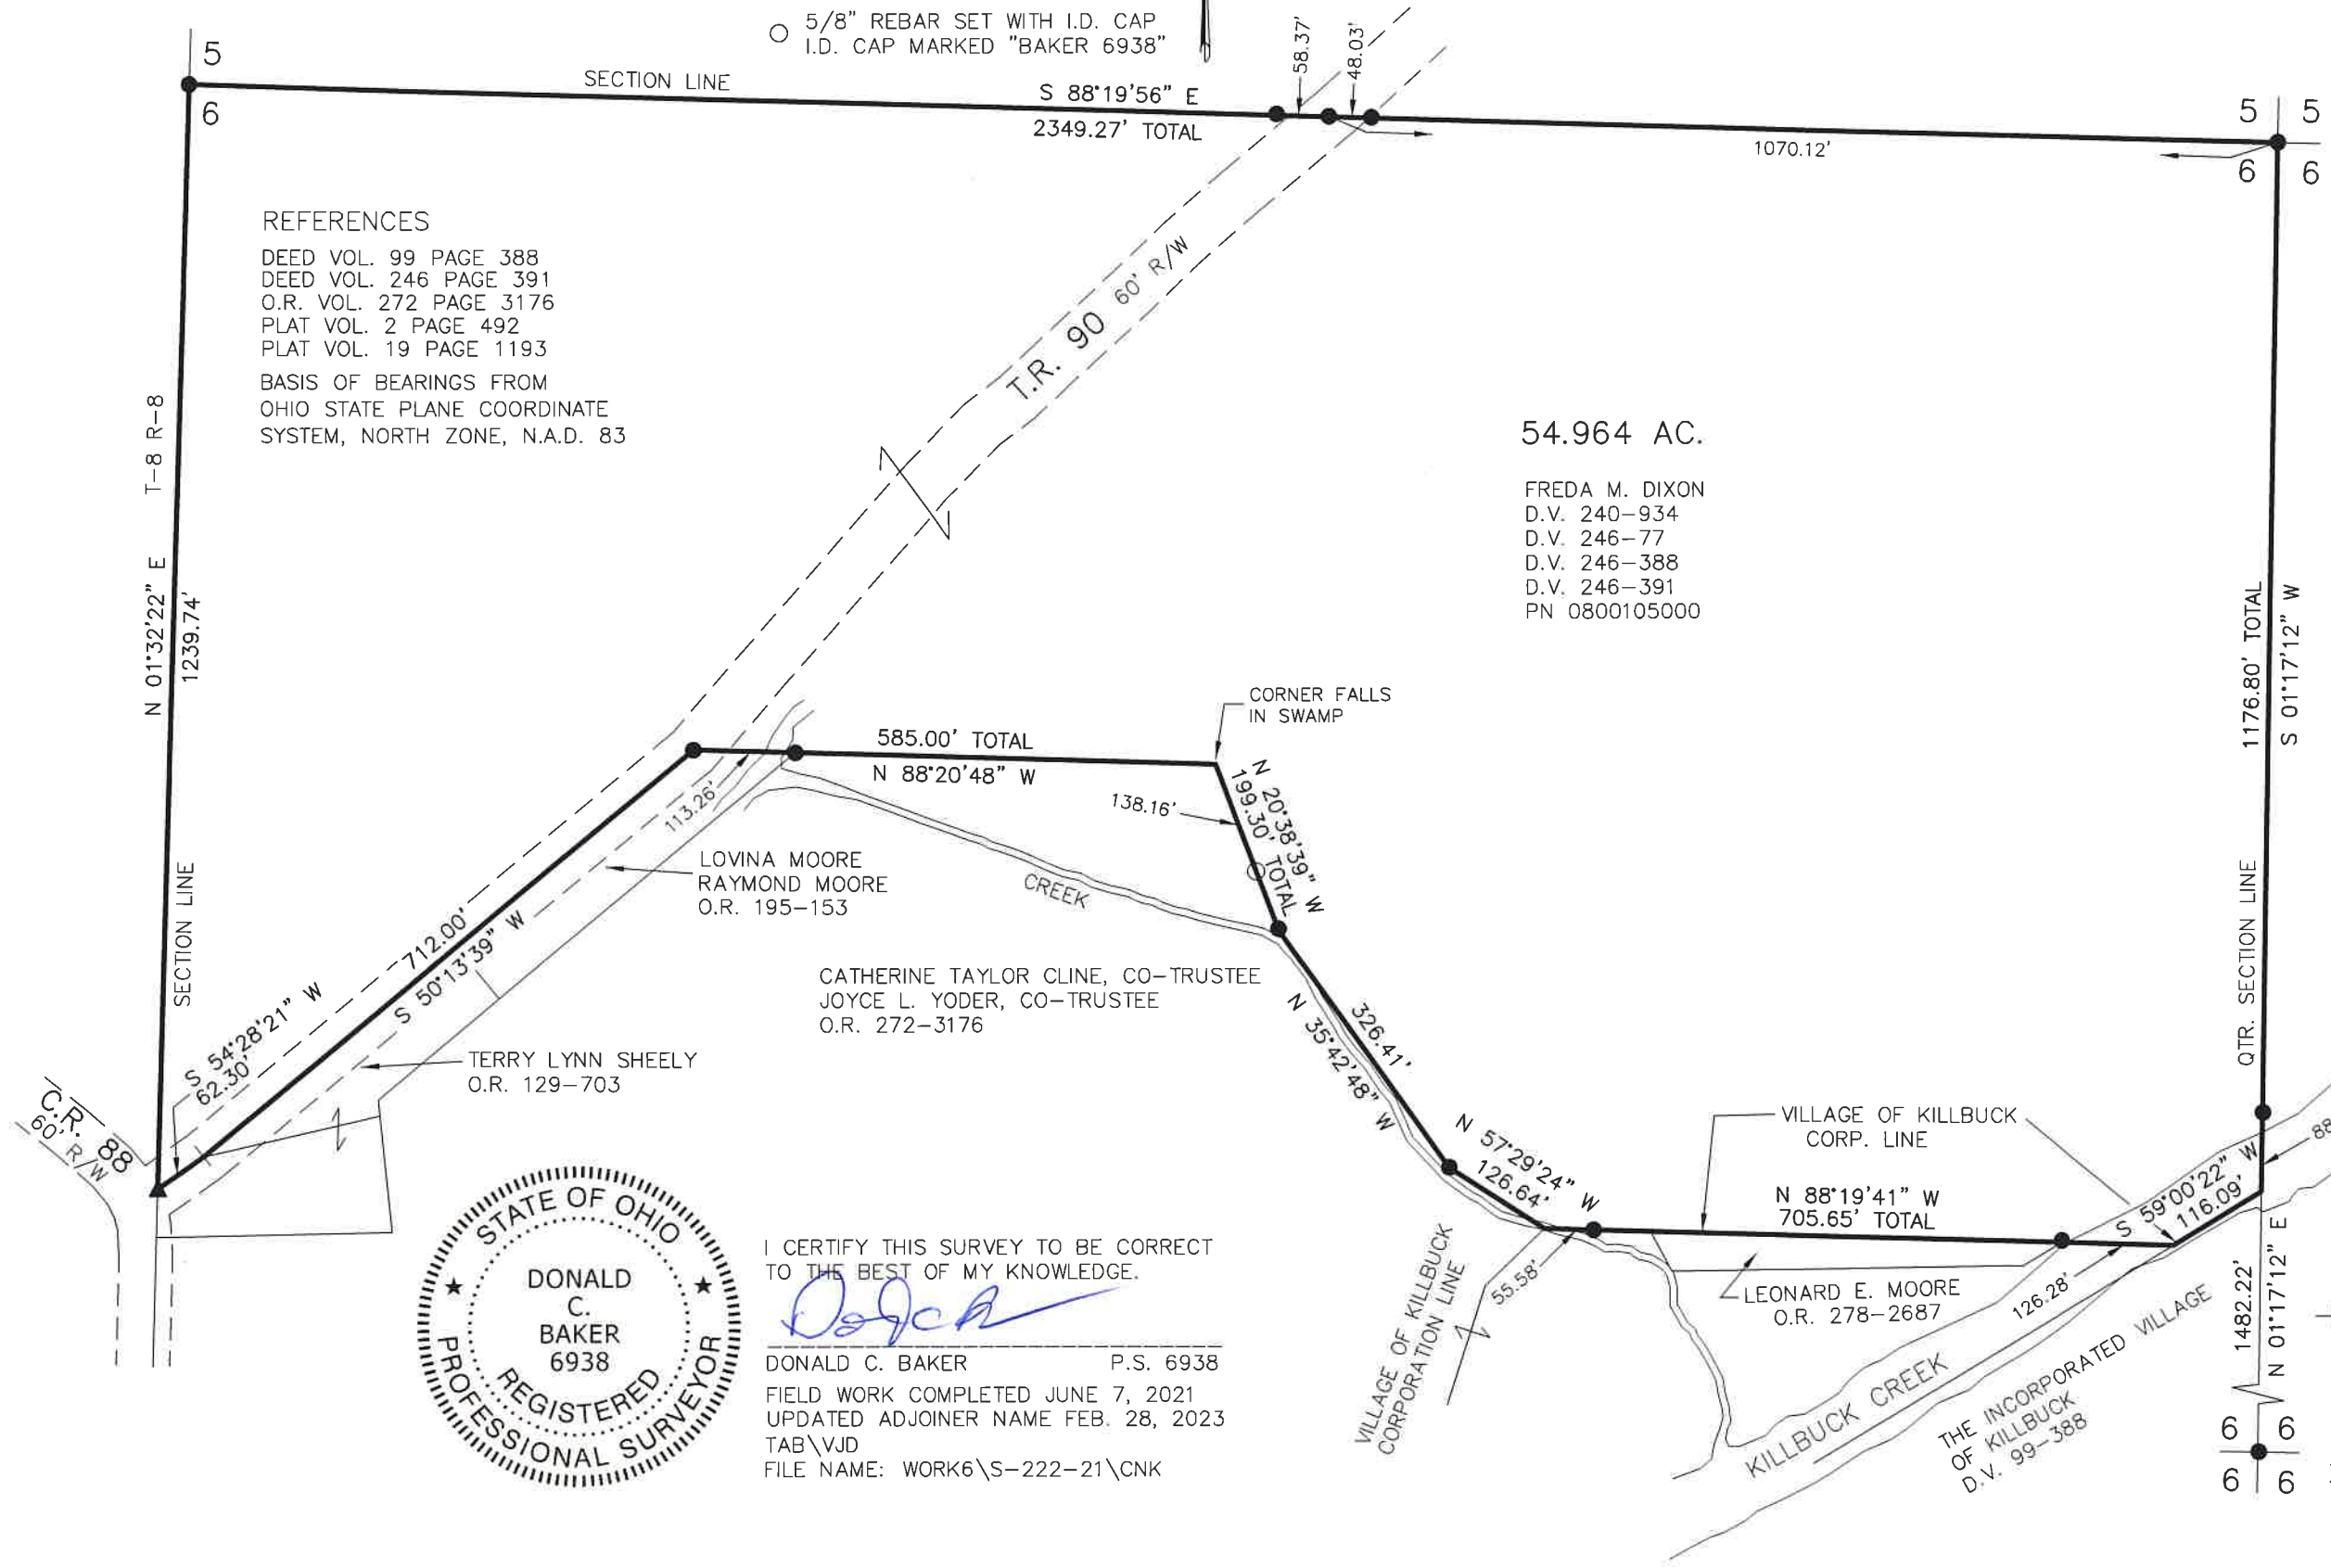 5/8" REBAR SET WITH I.D. CAP
I.D. CAP MARKED "BAKER 6938"
58.37'
48.03'
5
6
SECTION LINE
S 88°19'56" E
2349.27' TOTAL
1070.12'
5 5
6 6
REFERENCES
DEED VOL. 99 PAGE 388
DEED VOL. 246 PAGE 391
O.R. VOL. 272 PAGE 3176
PLAT VOL. 2 PAGE 492
PLAT VOL. 19 PAGE 1193
BASIS OF BEARINGS FROM
OHIO STATE PLANE COORDINATE
SYSTEM, NORTH ZONE, N.A.D. 83
T.R. 90 60' R/W
54.964 AC.
FREDA M. DIXON
D.V. 240-934
D.V. 246-77
D.V. 246-388
D.V. 246-391
PN 0800105000
N 01°32'22" E T-8 R-8
1239.74'
SECTION LINE
1176.80' TOTAL
S 01°17'12" W
QTR. SECTION LINE
CORNER FALLS
IN SWAMP
585.00' TOTAL
N 88°20'48" W
N 20°38'39" W
199.30' TOTAL
138.16'
113.26'
LOVINA MOORE
RAYMOND MOORE
O.R. 195-153
CREEK
712.00'
S 50°13'39" W
CATHERINE TAYLOR CLINE, CO-TRUSTEE
JOYCE L. YODER, CO-TRUSTEE
O.R. 272-3176
326.41'
N 35°42'48" W
S 54°28'21" W
62.30'
TERRY LYNN SHEELY
O.R. 129-703
C.R. 88
60' R/W
N 57°29'24" W
126.64'
VILLAGE OF KILLBUCK
CORP. LINE
N 88°19'41" W
705.65' TOTAL
S 59°00'22" W
116.09'
88
STATE OF OHIO
DONALD
C.
BAKER
6938
REGISTERED
PROFESSIONAL SURVEYOR
I CERTIFY THIS SURVEY TO BE CORRECT
TO THE BEST OF MY KNOWLEDGE.
DONALD C. BAKER P.S. 6938
FIELD WORK COMPLETED JUNE 7, 2021
UPDATED ADJOINER NAME FEB. 28, 2023
TAB\VJD
FILE NAME: WORK6\S-222-21\CNK
VILLAGE OF KILLBUCK
CORPORATION LINE
55.58'
LEONARD E. MOORE
O.R. 278-2687
126.28'
KILLBUCK CREEK
THE INCORPORATED VILLAGE
OF KILLBUCK
D.V. 99-388
1482.22'
N 01°17'12" E
6 6
6 6